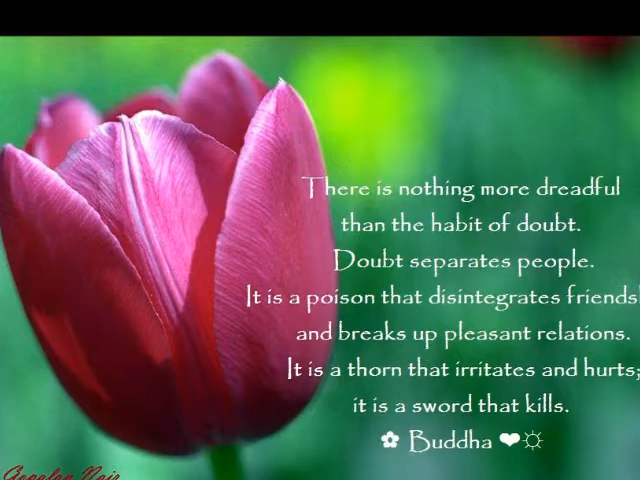 There is nothing more dreadful
than the habit of doubt.
Doubt separates people.
It is a poison that disintegrates
and breaks up pleasant relations.
It is a thorn that irritates and hurts;
it is a sword that kills.
✿ Buddha ❤☼